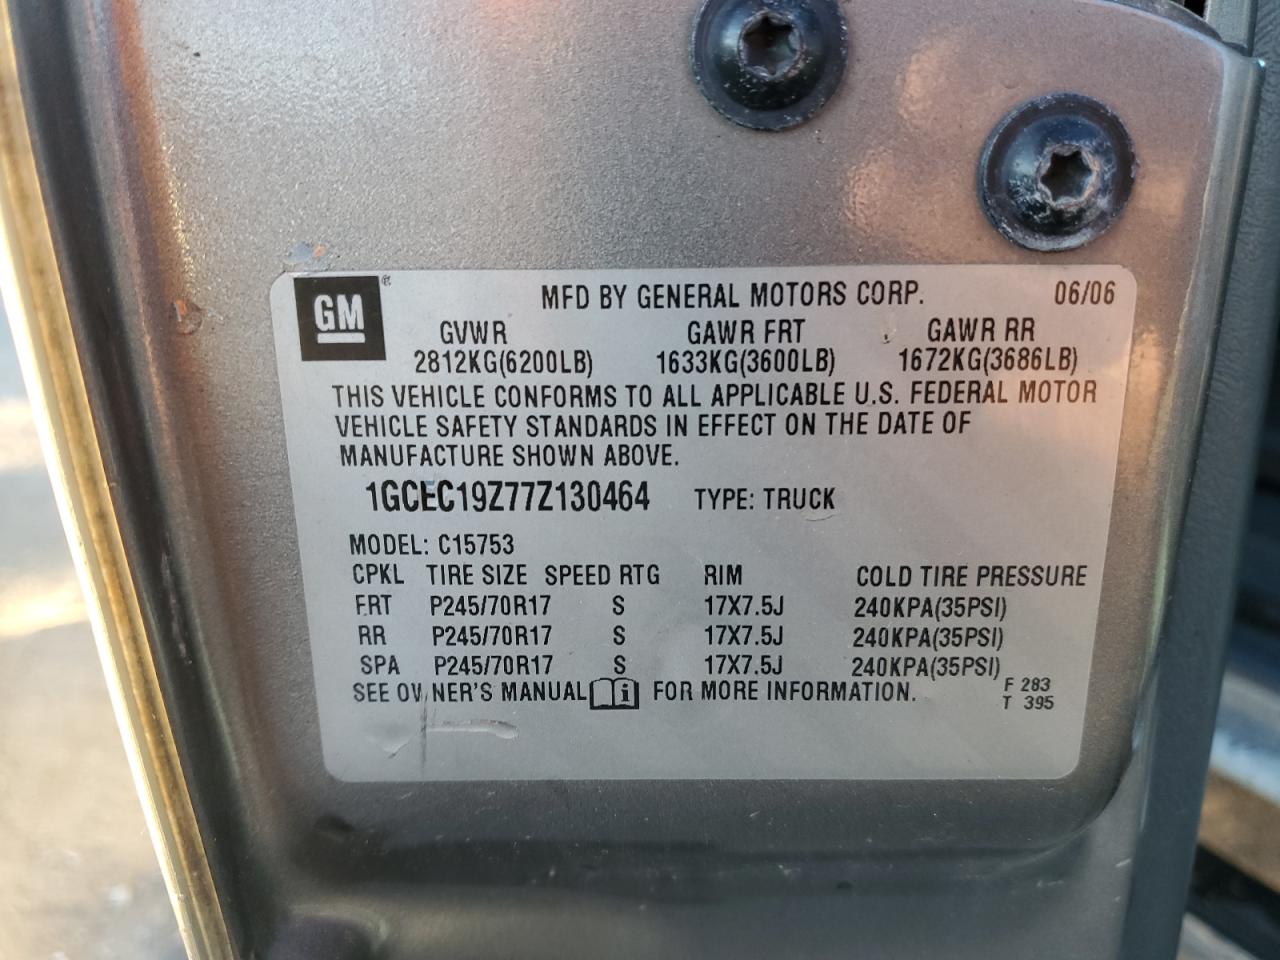 GM ® MFD BY GENERAL MOTORS CORP. 06/06
GVWR GAWR FRT GAWR RR
2812KG(6200LB) 1633KG(3600LB) 1672KG(3686LB)
THIS VEHICLE CONFORMS TO ALL APPLICABLE U.S. FEDERAL MOTOR
VEHICLE SAFETY STANDARDS IN EFFECT ON THE DATE OF
MANUFACTURE SHOWN ABOVE.
1GCEC19Z77Z130464 TYPE: TRUCK
MODEL: C15753
CPKL TIRE SIZE SPEED RTG RIM COLD TIRE PRESSURE
FRT P245/70R17 S 17X7.5J 240KPA(35PSI)
RR P245/70R17 S 17X7.5J 240KPA(35PSI)
SPA P245/70R17 S 17X7.5J 240KPA(35PSI)
SEE OWNER'S MANUAL i FOR MORE INFORMATION. F 283
T 395